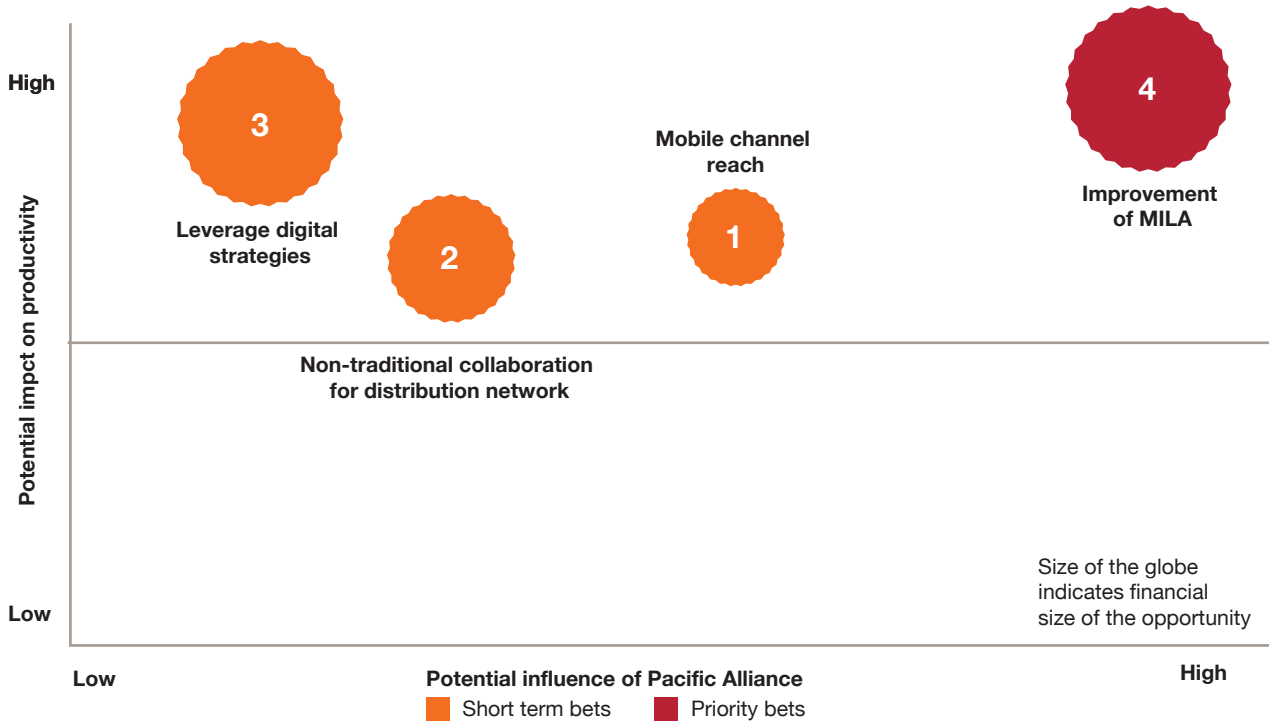 High
3
Leverage digital
strategies
2
Non-traditional collaboration
for distribution network
Mobile channel
reach
1
4
Improvement
of MILA
Potential impct on productivity
Size of the globe
indicates financial
size of the opportunity
Low
Low
High
Potential influence of Pacific Alliance
Short term bets
Priority bets